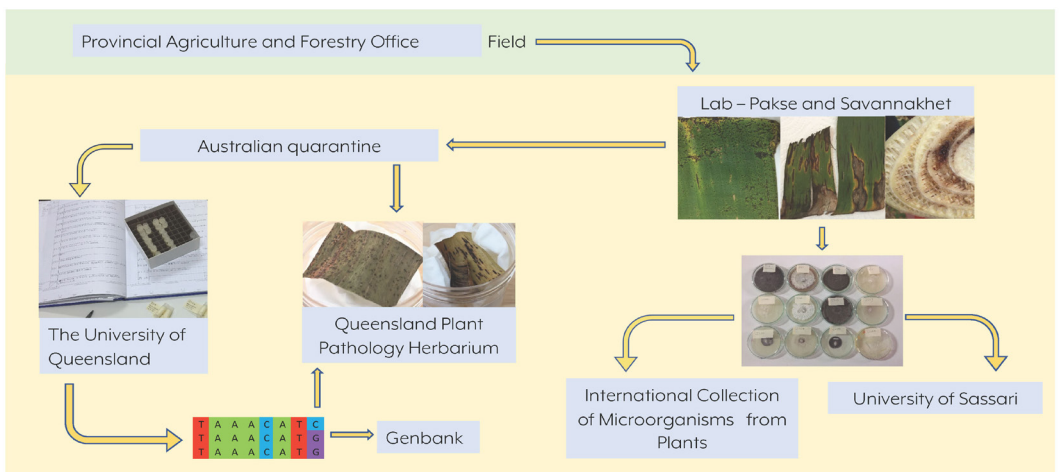 Provincial Agriculture and Forestry Office
Field
Lab – Pakse and Savannakhet
Australian quarantine
The University of
Queensland
Queensland Plant
Pathology Herbarium
International Collection
of Microorganisms from
Plants
University of Sassari
T A A A C A T C
T A A A C A T G
T A A A C A T G
Genbank